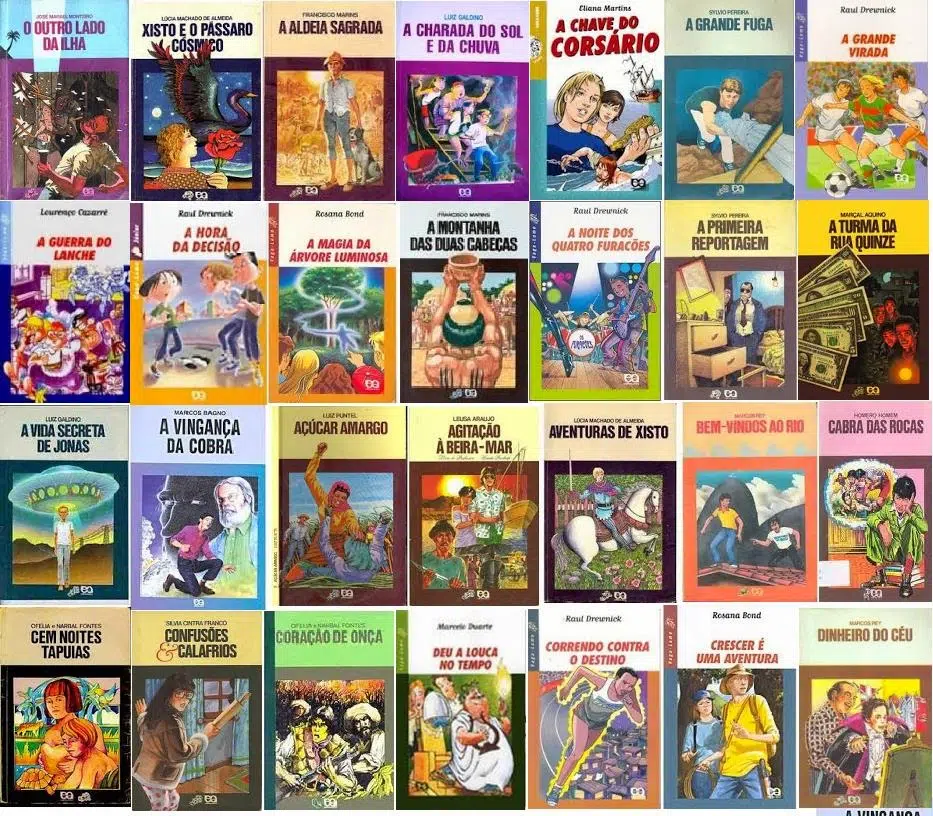 JOSÉ MARIAS MONTEIRO
O OUTRO LADO
DA ILHA
LÚCIA MACHADO DE ALMEIDA
XISTO E O PÁSSARO
CÓSMICO
FRANCISCO MARINS
A ALDEIA SAGRADA
LUIZ GALDINO
A CHARADA DO SOL
E DA CHUVA
Eliana Martins
A CHAVE DO
CORSÁRIO
SYLVIO PEREIRA
A GRANDE FUGA
Raul Drewnick
A GRANDE
VIRADA
Lourenço Cazarré
A GUERRA DO
LANCHE
Raul Drewnick
A HORA
DA DECISÃO
Rosana Bond
A MAGIA DA
ÁRVORE LUMINOSA
FRANCISCO MARINS
A MONTANHA
DAS DUAS CABEÇAS
Raul Drewnick
A NOITE DOS
QUATRO FURACÕES
OS
FURACÕES
SYLVIO PEREIRA
A PRIMEIRA
REPORTAGEM
MARÇAL AQUINO
A TURMA DA
RUA QUINZE
LUIZ GALDINO
A VIDA SECRETA
DE JONAS
MARCOS BAGNO
A VINGANÇA
DA COBRA
LUIZ PUNTEL
AÇÚCAR AMARGO
LEUSA ARAUJO
AGITAÇÃO
À BEIRA-MAR
LÚCIA MACHADO DE ALMEIDA
AVENTURAS DE XISTO
MARCOS REY
BEM-VINDOS AO RIO
HOMERO HOMEM
CABRA DAS ROCAS
OFÉLIA e NARBAL FONTES
CEM NOITES
TAPUIAS
SILVIA CINTRA FRANCO
CONFUSÕES
& CALAFRIOS
OFÉLIA e NARBAL FONTES
CORAÇÃO DE ONÇA
Marcelo Duarte
DEU A LOUCA
NO TEMPO
Raul Drewnick
CORRENDO CONTRA
O DESTINO
Rosana Bond
CRESCER É
UMA AVENTURA
MARCOS REY
DINHEIRO DO CÉU
A VINGANÇA